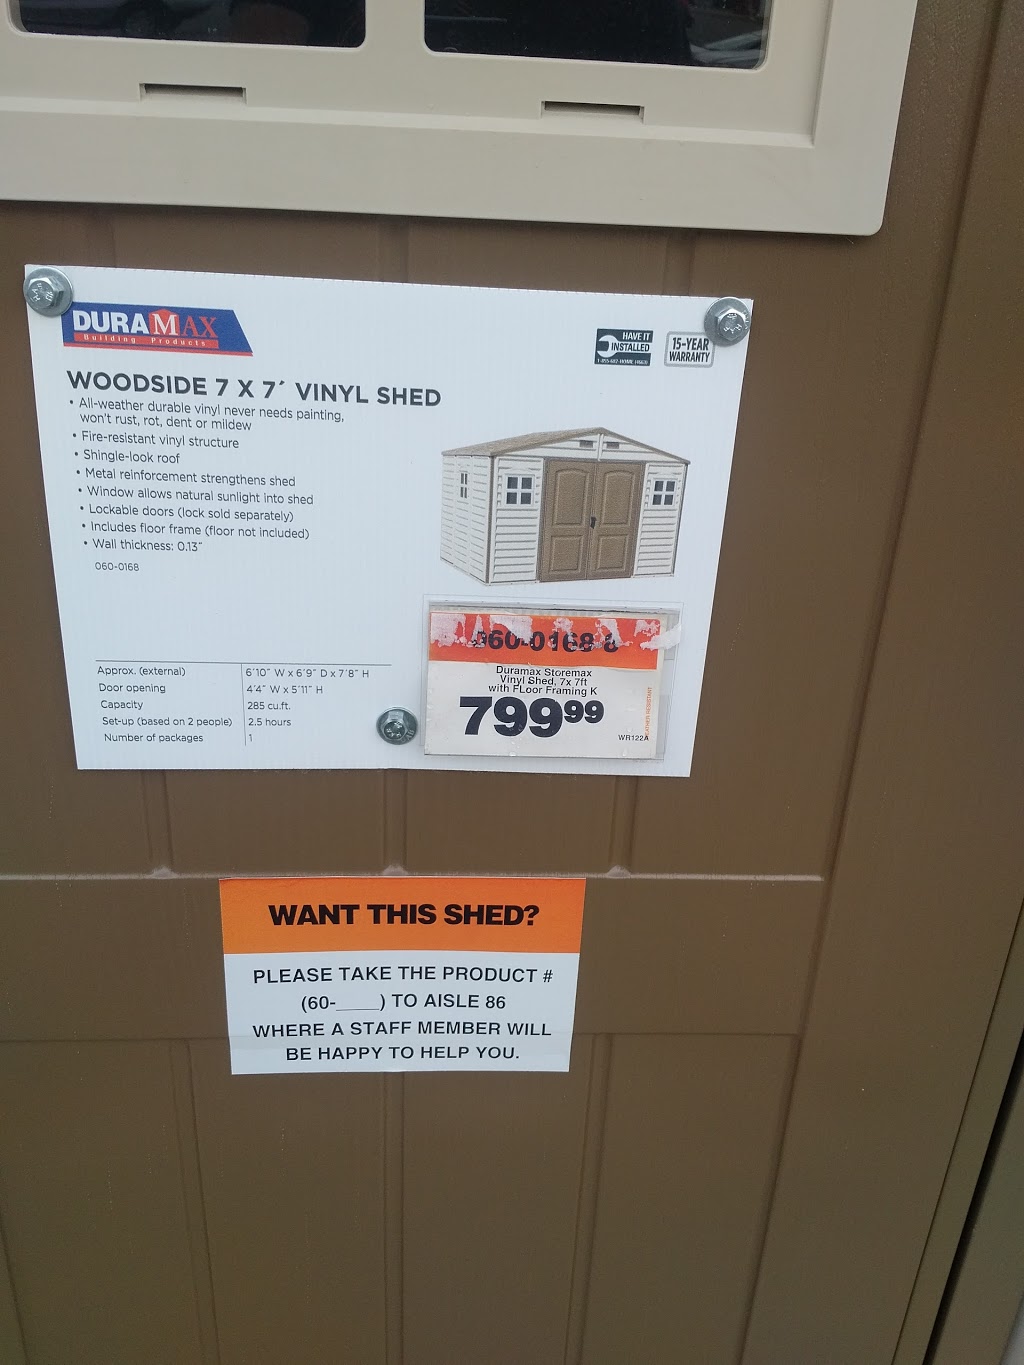 DURAMAX
Building Products
HAVE IT
INSTALLED
15-YEAR
WARRANTY
WOODSIDE 7 X 7´ VINYL SHED
• All-weather durable vinyl never needs painting,
won't rust, rot, dent or mildew
• Fire-resistant vinyl structure
• Shingle-look roof
• Metal reinforcement strengthens shed
• Window allows natural sunlight into shed
• Lockable doors (lock sold separately)
• Includes floor frame (floor not included)
• Wall thickness: 0.13˝
060-0168
Approx. (external) 6'10" W x 6'9" D x 7'8" H
Door opening 4'4" W x 5'11" H
Capacity 285 cu.ft.
Set-up (based on 2 people) 2.5 hours
Number of packages 1
060-0168-8
Duramax Storemax
Vinyl Shed, 7x 7ft
with FLoor Framing K
799 99
WR122A
WANT THIS SHED?
PLEASE TAKE THE PRODUCT #
(60-____) TO AISLE 86
WHERE A STAFF MEMBER WILL
BE HAPPY TO HELP YOU.